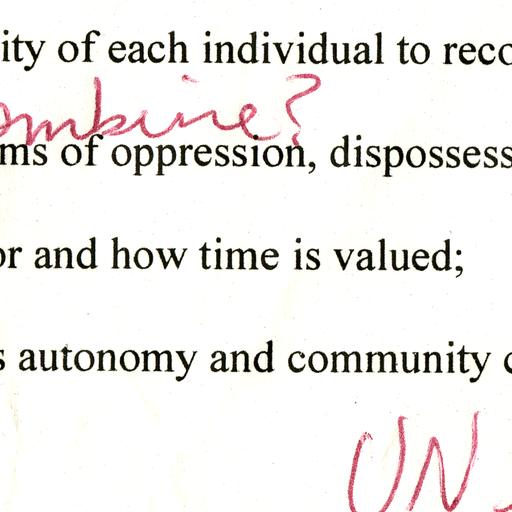 ity of each individual to reco
ombine?
ms of oppression, dispossess
or and how time is valued;
s autonomy and community c
UN